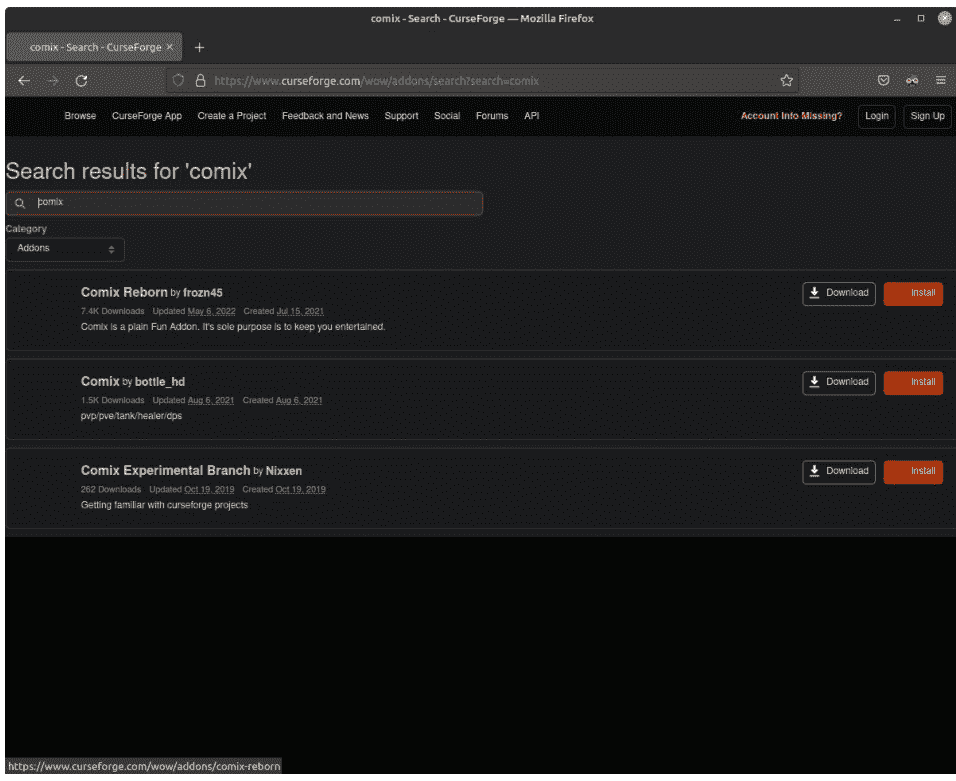 comix - Search - CurseForge — Mozilla Firefox
comix - Search - CurseForge ×
https://www.curseforge.com/wow/addons/search?search=comix
Browse CurseForge App Create a Project Feedback and News Support Social Forums API Account Info Missing? Login Sign Up
Search results for 'comix'
comix
Category
Addons
Comix Reborn by frozn45 Download Install
7.4K Downloads Updated May 6, 2022 Created Jul 15, 2021
Comix is a plain Fun Addon. It's sole purpose is to keep you entertained.
Comix by bottle_hd Download Install
1.5K Downloads Updated Aug 6, 2021 Created Aug 6, 2021
pvp/pve/tank/healer/dps
Comix Experimental Branch by Nixxen Download Install
262 Downloads Updated Oct 19, 2019 Created Oct 19, 2019
Getting familiar with curseforge projects
https://www.curseforge.com/wow/addons/comix-reborn